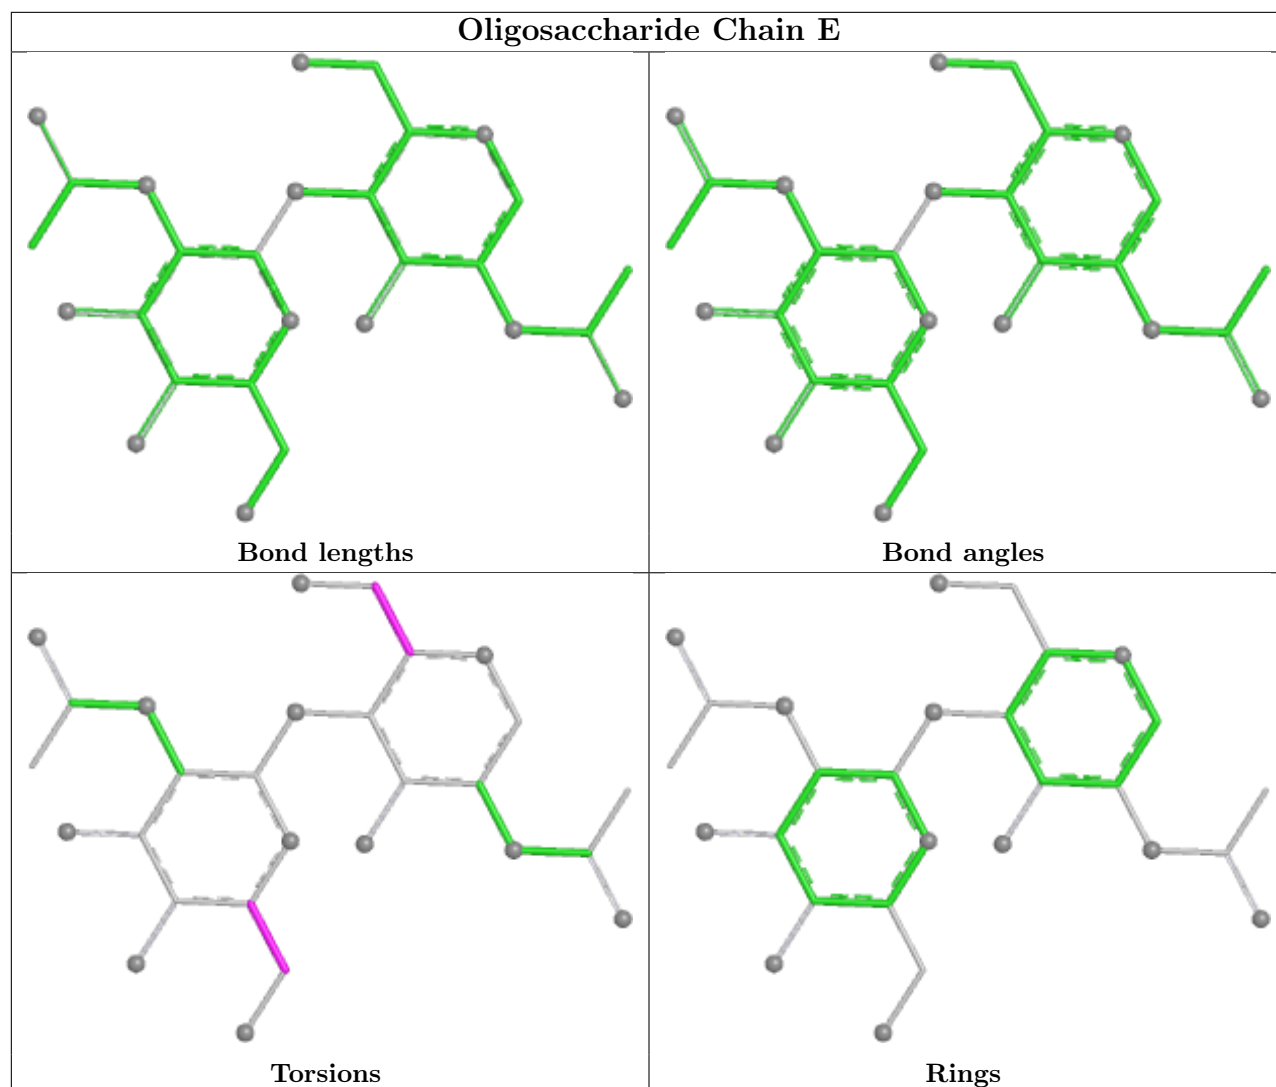 Oligosaccharide Chain E
Bond lengths
Bond angles
Torsions
Rings